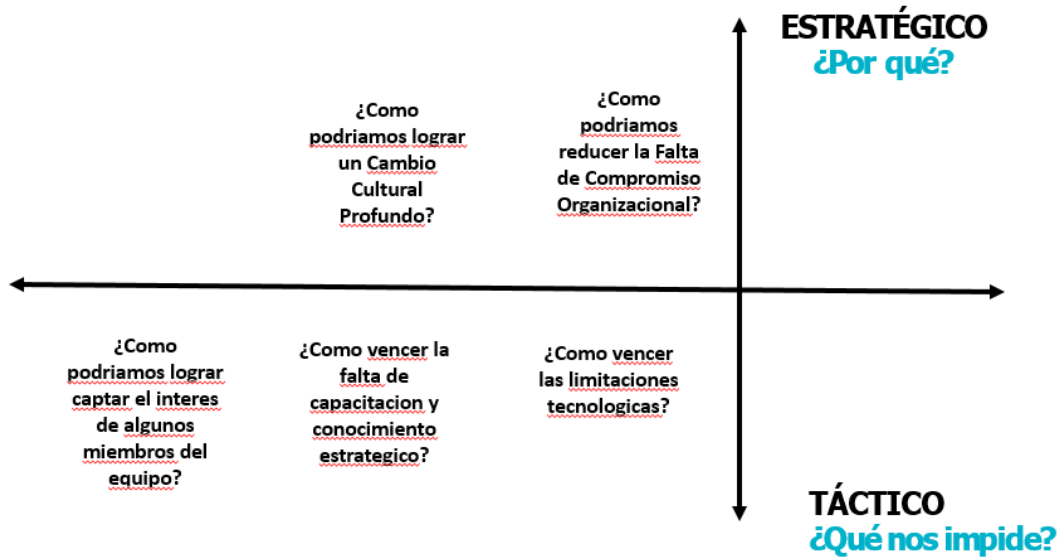 ESTRATÉGICO
¿Por qué?
¿Como
podriamos lograr
un Cambio
Cultural
Profundo?
¿Como
podriamos
reducer la Falta
de Compromiso
Organizacional?
¿Como
podriamos lograr
captar el interes
de algunos
miembros del
equipo?
¿Como vencer la
falta de
capacitacion y
conocimiento
estrategico?
¿Como vencer
las limitaciones
tecnologicas?
TÁCTICO
¿Qué nos impide?